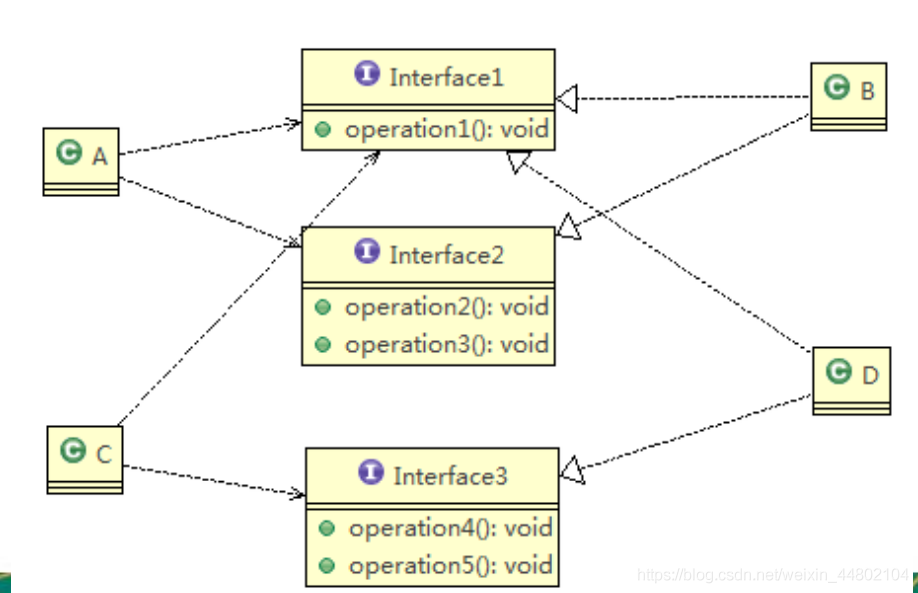 I Interface1
operation1(): void
C B
C A
I Interface2
operation2(): void
operation3(): void
C D
C C
I Interface3
operation4(): void
operation5(): void
https://blog.csdn.net/weixin_44802104